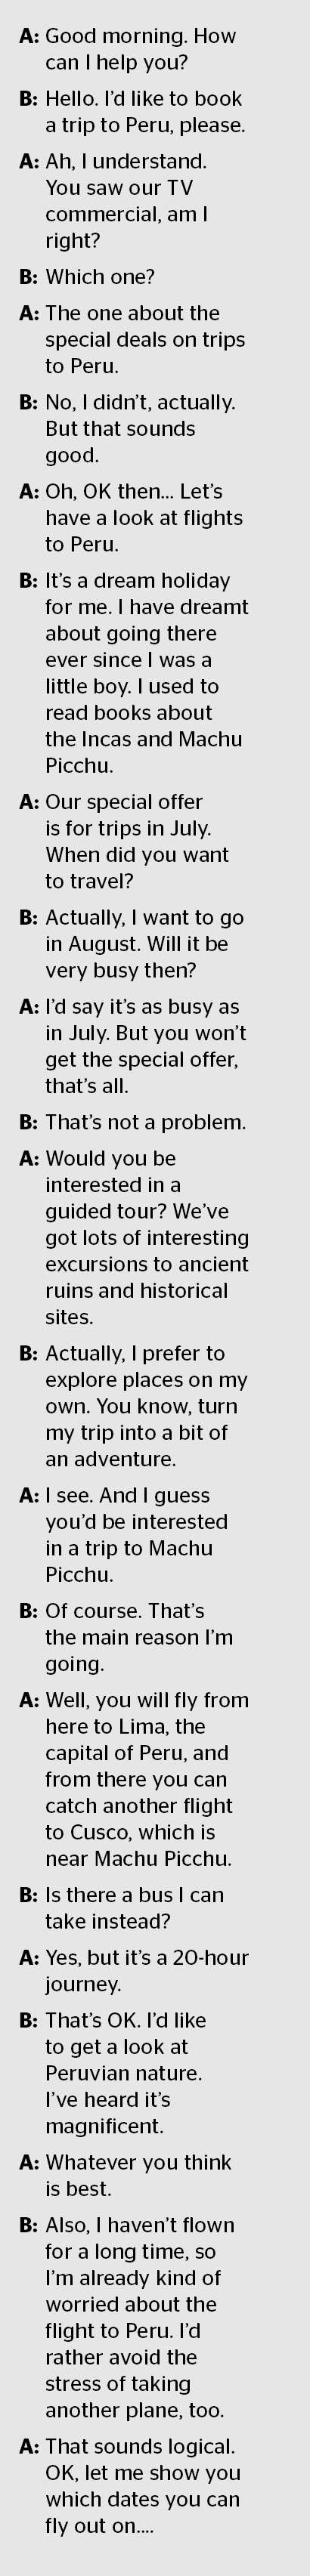 A: Good morning. How
can I help you?
B: Hello. I’d like to book
a trip to Peru, please.
A: Ah, I understand.
You saw our TV
commercial, am I
right?
B: Which one?
A: The one about the
special deals on trips
to Peru.
B: No, I didn’t, actually.
But that sounds
good.
A: Oh, OK then... Let’s
have a look at flights
to Peru.
B: It’s a dream holiday
for me. I have dreamt
about going there
ever since I was a
little boy. I used to
read books about
the Incas and Machu
Picchu.
A: Our special offer
is for trips in July.
When did you want
to travel?
B: Actually, I want to go
in August. Will it be
very busy then?
A: I’d say it’s as busy as
in July. But you won’t
get the special offer,
that’s all.
B: That’s not a problem.
A: Would you be
interested in a
guided tour? We’ve
got lots of interesting
excursions to ancient
ruins and historical
sites.
B: Actually, I prefer to
explore places on my
own. You know, turn
my trip into a bit of
an adventure.
A: I see. And I guess
you’d be interested
in a trip to Machu
Picchu.
B: Of course. That’s
the main reason I’m
going.
A: Well, you will fly from
here to Lima, the
capital of Peru, and
from there you can
catch another flight
to Cusco, which is
near Machu Picchu.
B: Is there a bus I can
take instead?
A: Yes, but it’s a 20-hour
journey.
B: That’s OK. I’d like
to get a look at
Peruvian nature.
I’ve heard it’s
magnificent.
A: Whatever you think
is best.
B: Also, I haven’t flown
for a long time, so
I’m already kind of
worried about the
flight to Peru. I’d
rather avoid the
stress of taking
another plane, too.
A: That sounds logical.
OK, let me show you
which dates you can
fly out on....